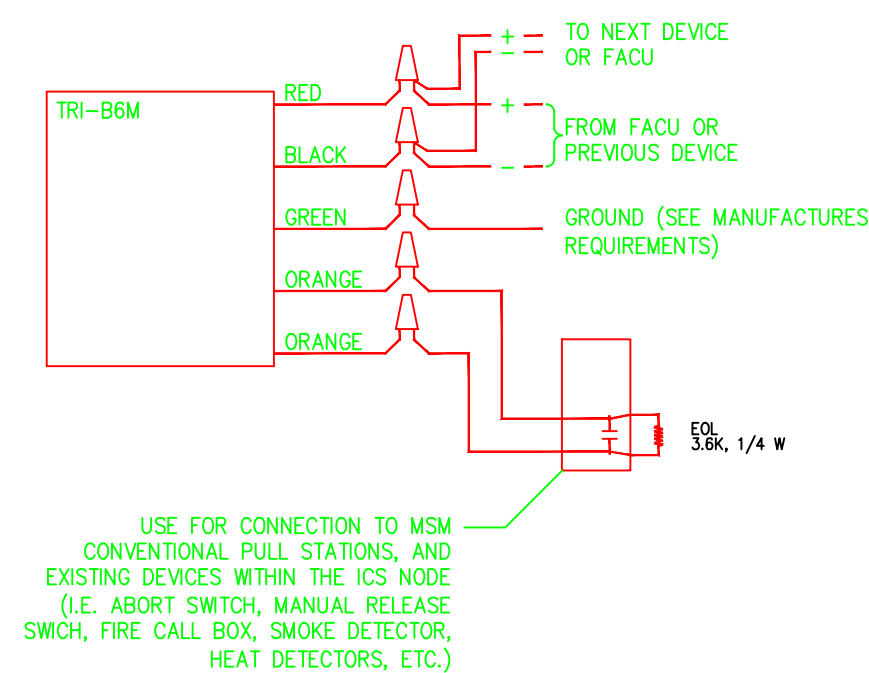 TO NEXT DEVICE
OR FACU
+
−
RED
TRI-B6M
+
FROM FACU OR
PREVIOUS DEVICE
BLACK
−
GREEN
GROUND (SEE MANUFACTURES
REQUIREMENTS)
ORANGE
ORANGE
EOL
3.6K, 1/4 W
USE FOR CONNECTION TO MSM
CONVENTIONAL PULL STATIONS, AND
EXISTING DEVICES WITHIN THE ICS NODE
(I.E. ABORT SWITCH, MANUAL RELEASE
SWICH, FIRE CALL BOX, SMOKE DETECTOR,
HEAT DETECTORS, ETC.)